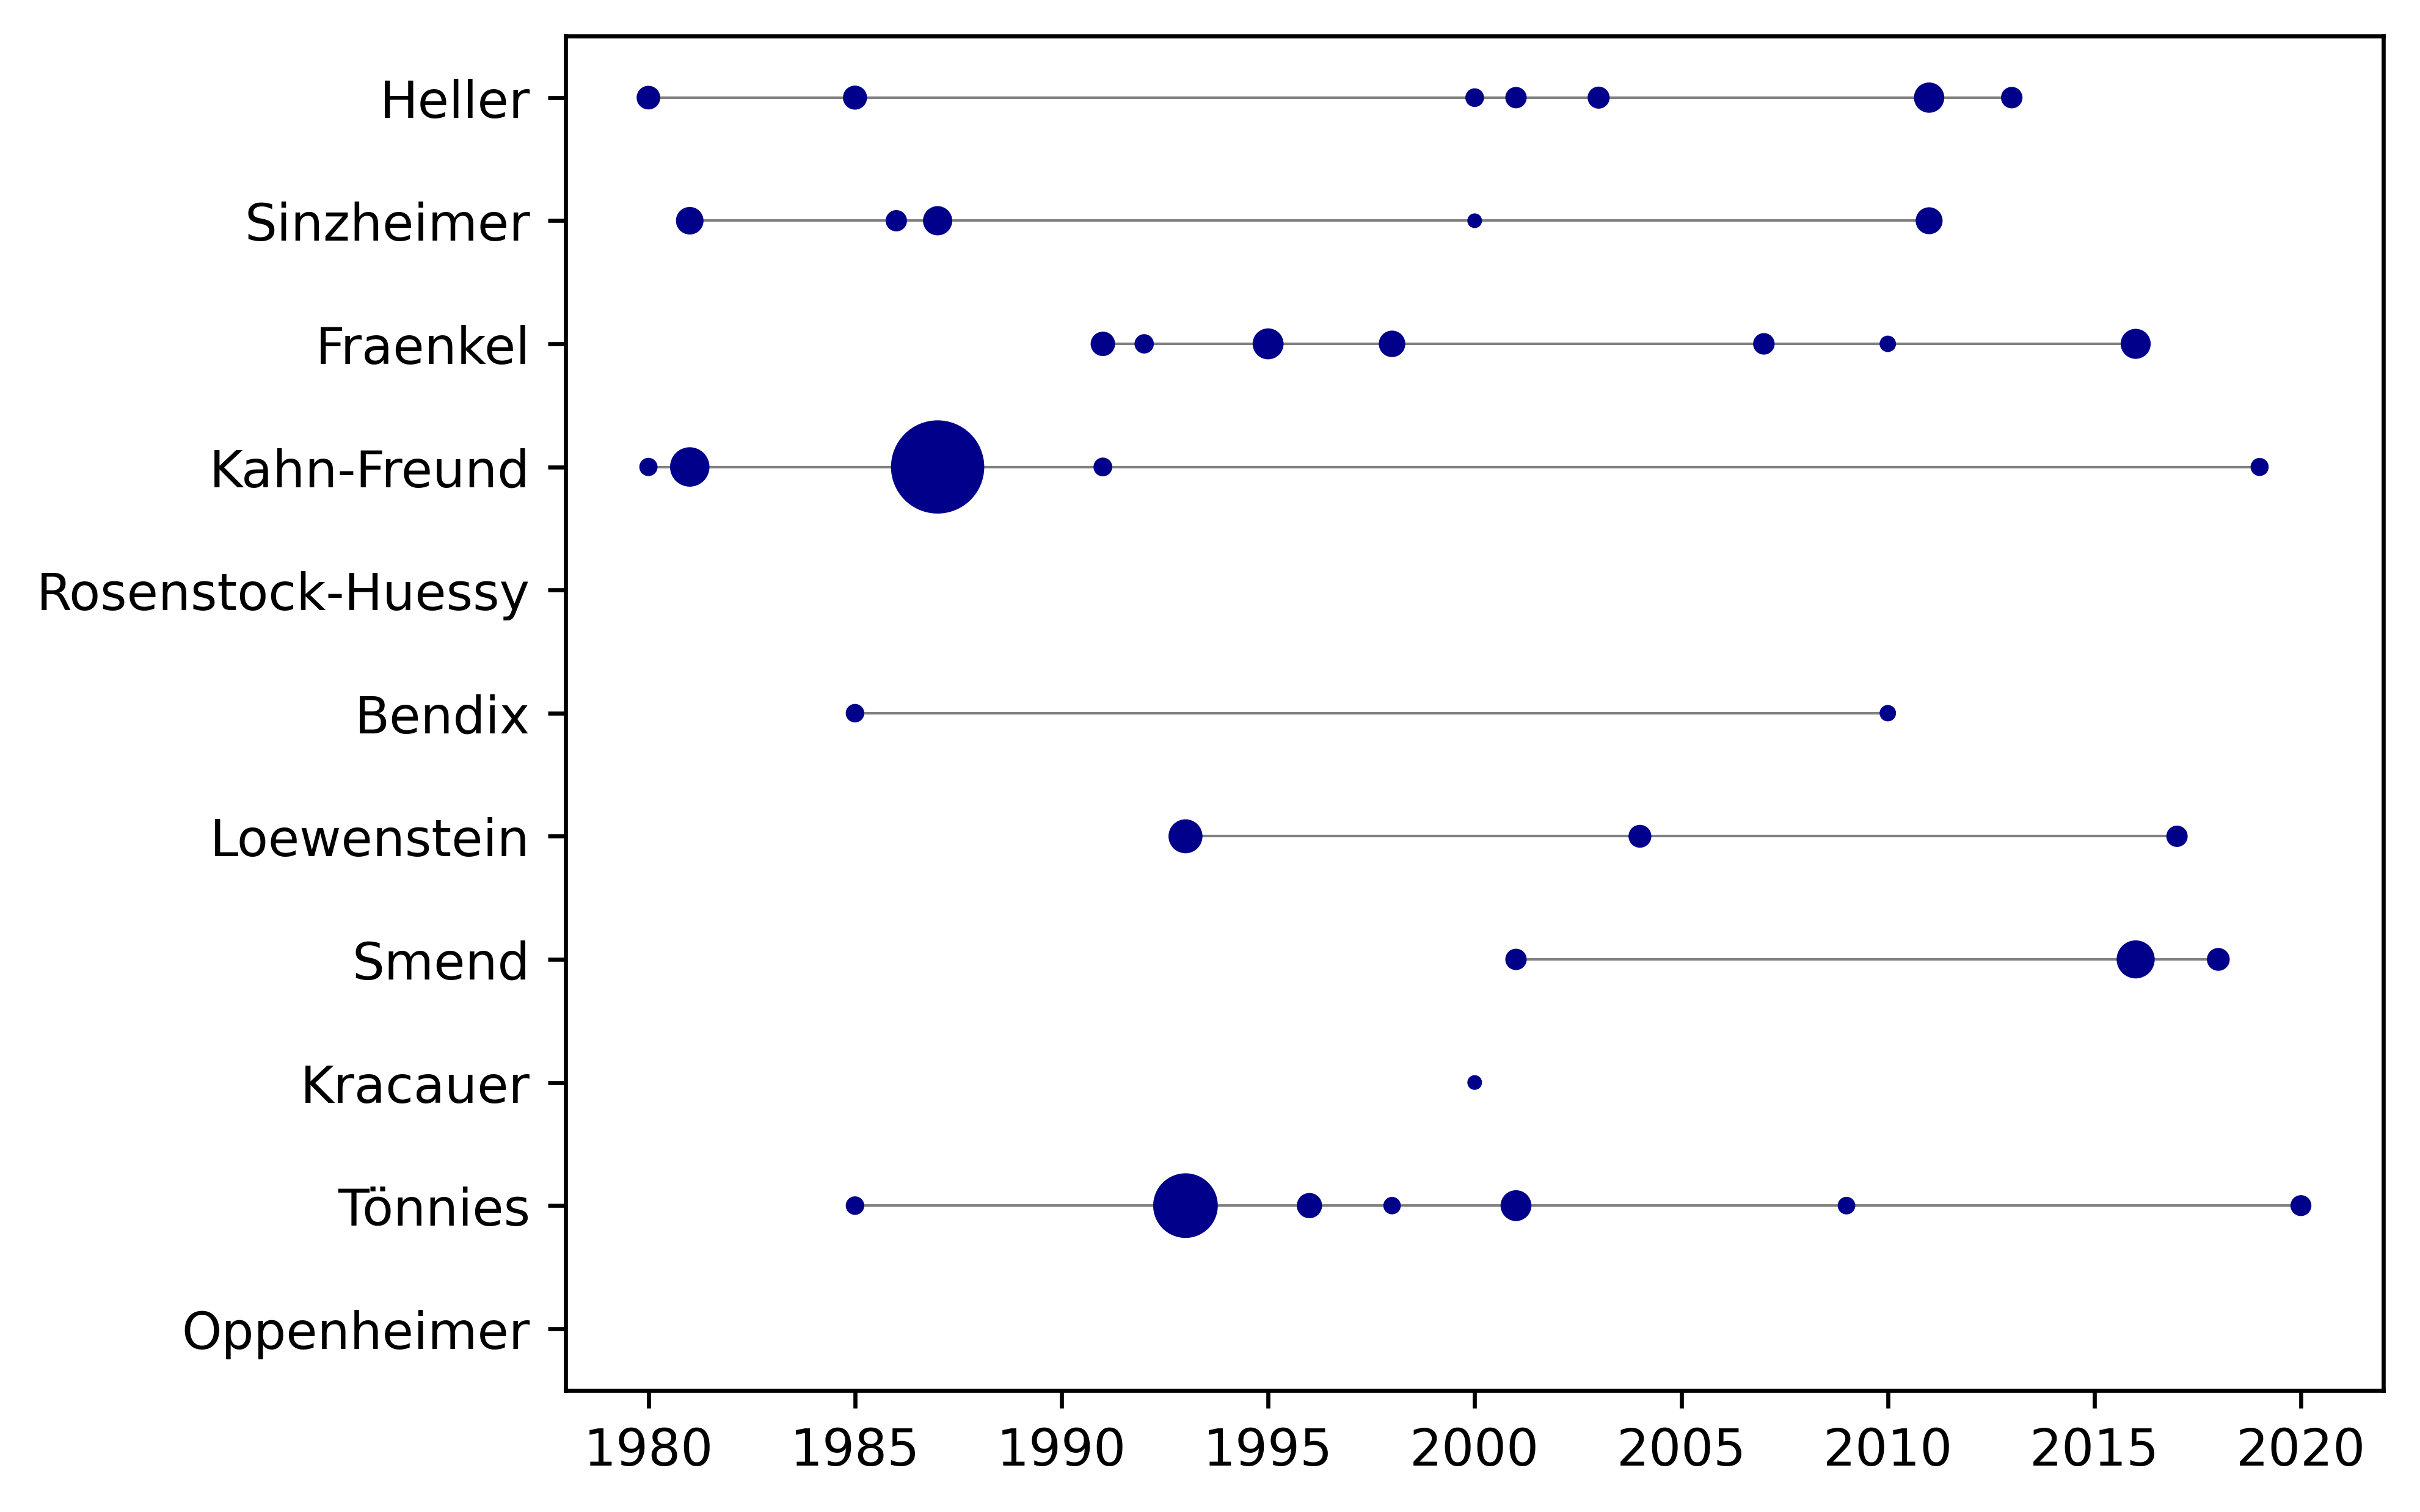 Heller
Sinzheimer
Fraenkel
Kahn-Freund
Rosenstock-Huessy
Bendix
Loewenstein
Smend
Kracauer
Tönnies
Oppenheimer
1980 1985 1990 1995 2000 2005 2010 2015 2020